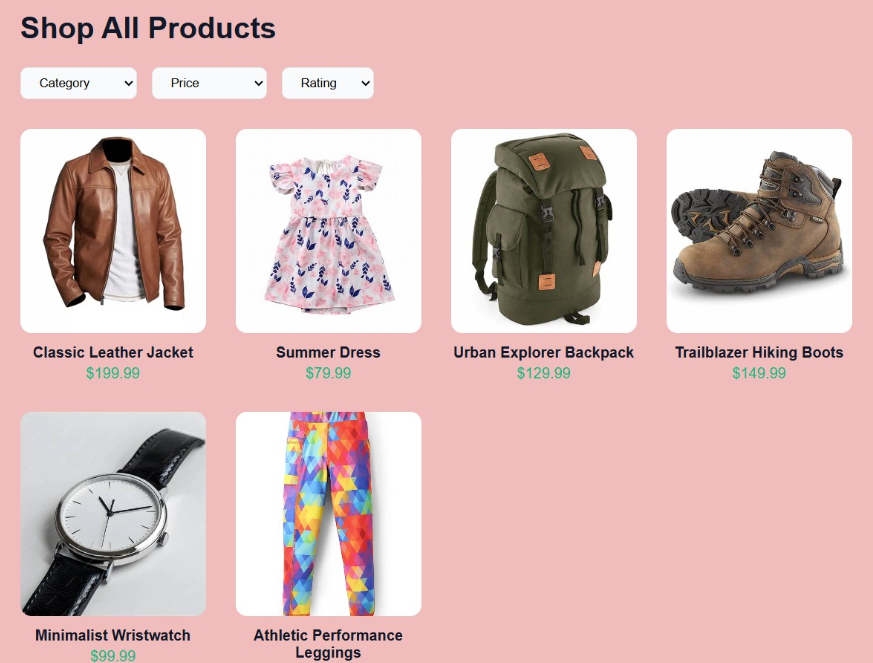 Shop All Products
Category Price Rating
Classic Leather Jacket Summer Dress Urban Explorer Backpack Trailblazer Hiking Boots
$199.99 $79.99 $129.99 $149.99
Minimalist Wristwatch Athletic Performance
$99.99 Leggings